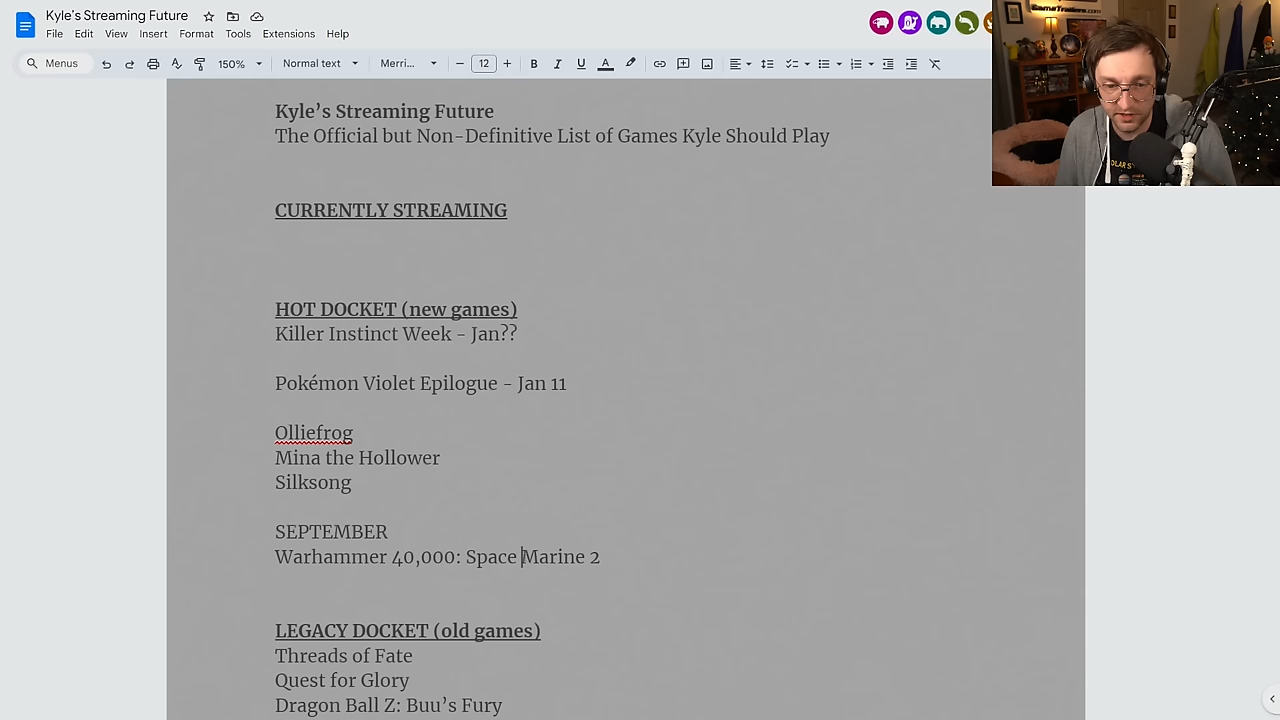 Kyle's Streaming Future
File Edit View Insert Format Tools Extensions Help
Menus 150% Normal text Merri... 12
GameTrailers.com
Kyle's Streaming Future
The Official but Non-Definitive List of Games Kyle Should Play
CURRENTLY STREAMING
HOT DOCKET (new games)
Killer Instinct Week - Jan??
Pokémon Violet Epilogue - Jan 11
Olliefrog
Mina the Hollower
Silksong
SEPTEMBER
Warhammer 40,000: Space Marine 2
LEGACY DOCKET (old games)
Threads of Fate
Quest for Glory
Dragon Ball Z: Buu's Fury